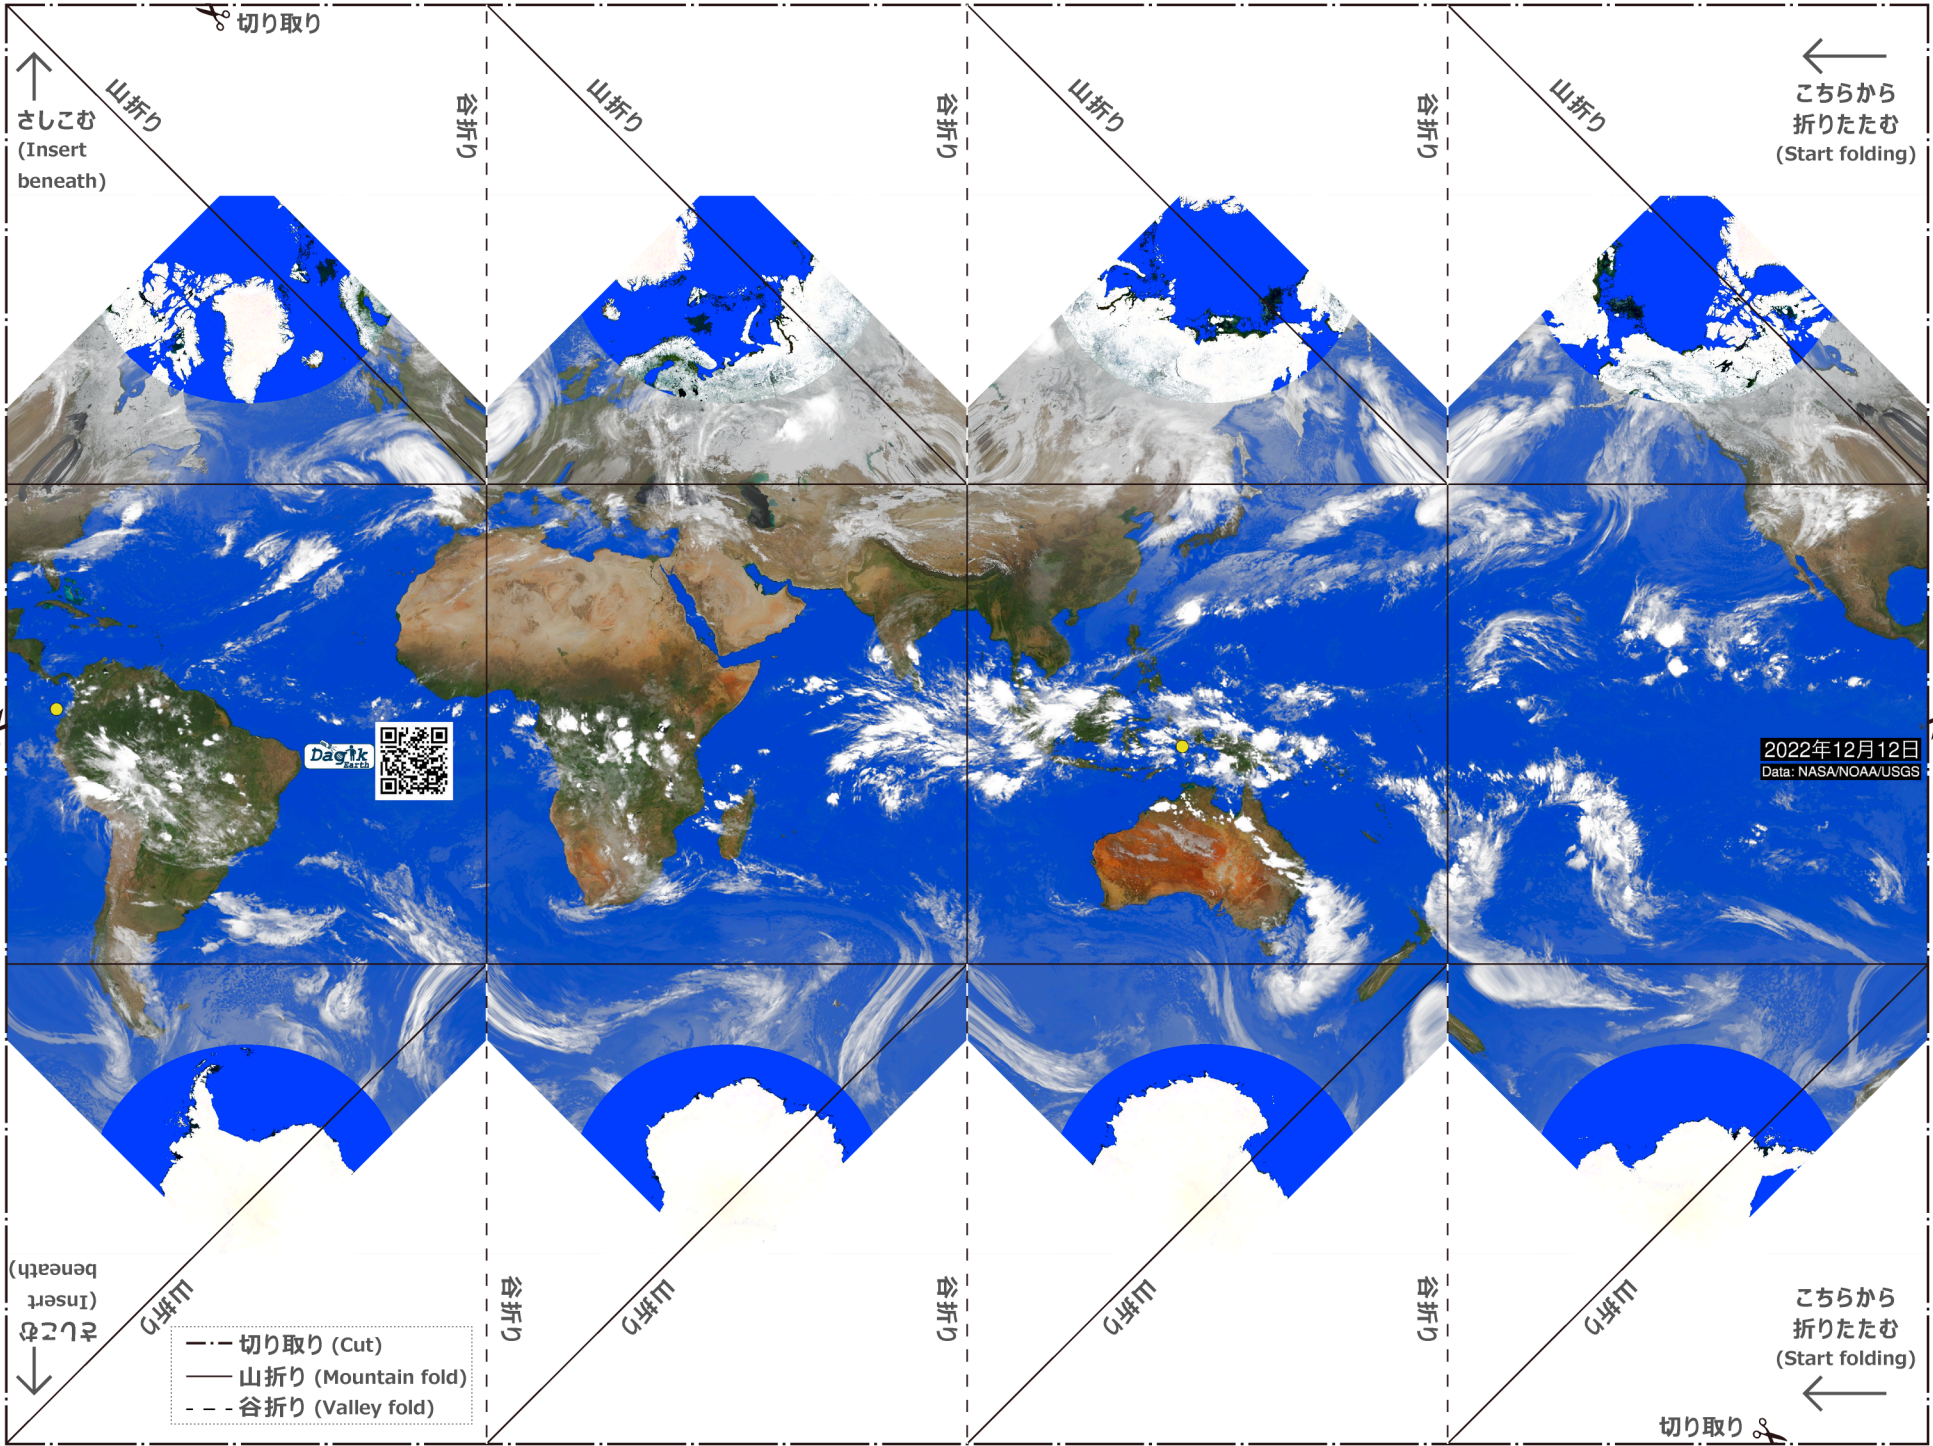 切り取り
山折り
谷折り
山折り
谷折り
山折り
谷折り
山折り
さしこむ
(Insert
beneath)
こちらから
折りたたむ
(Start folding)
Dagik
Earth
2022年12月12日
Data: NASA/NOAA/USGS
さしこむ
(Insert
beneath)
山折り
谷折り
山折り
谷折り
山折り
谷折り
山折り
切り取り (Cut)
山折り (Mountain fold)
谷折り (Valley fold)
こちらから
折りたたむ
(Start folding)
切り取り